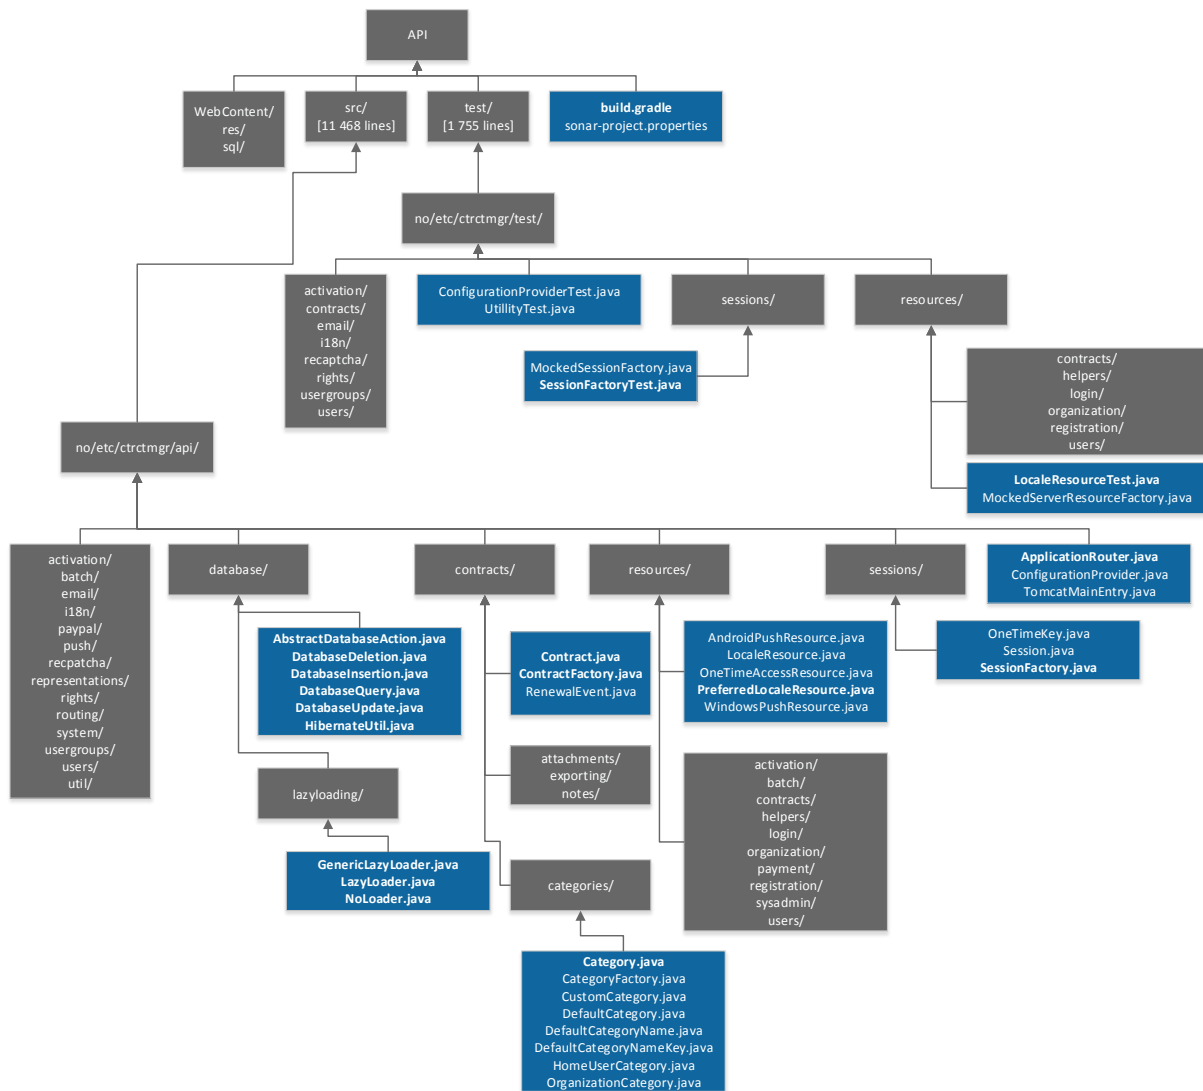 API
WebContent/
res/
sql/
src/
[11 468 lines]
test/
[1 755 lines]
build.gradle
sonar-project.properties
no/etc/ctrctmgr/test/
activation/
contracts/
email/
i18n/
recaptcha/
rights/
usergroups/
users/
ConfigurationProviderTest.java
UtillityTest.java
sessions/
resources/
MockedSessionFactory.java
SessionFactoryTest.java
contracts/
helpers/
login/
organization/
registration/
users/
LocaleResourceTest.java
MockedServerResourceFactory.java
no/etc/ctrctmgr/api/
activation/
batch/
email/
i18n/
paypal/
push/
recpatcha/
representations/
rights/
routing/
system/
usergroups/
users/
util/
database/
contracts/
resources/
sessions/
ApplicationRouter.java
ConfigurationProvider.java
TomcatMainEntry.java
AbstractDatabaseAction.java
DatabaseDeletion.java
DatabaseInsertion.java
DatabaseQuery.java
DatabaseUpdate.java
HibernateUtil.java
Contract.java
ContractFactory.java
RenewalEvent.java
AndroidPushResource.java
LocaleResource.java
OneTimeAccessResource.java
PreferredLocaleResource.java
WindowsPushResource.java
OneTimeKey.java
Session.java
SessionFactory.java
lazyloading/
attachments/
exporting/
notes/
activation/
batch/
contracts/
helpers/
login/
organization/
payment/
registration/
sysadmin/
users/
GenericLazyLoader.java
LazyLoader.java
NoLoader.java
categories/
Category.java
CategoryFactory.java
CustomCategory.java
DefaultCategory.java
DefaultCategoryName.java
DefaultCategoryNameKey.java
HomeUserCategory.java
OrganizationCategory.java